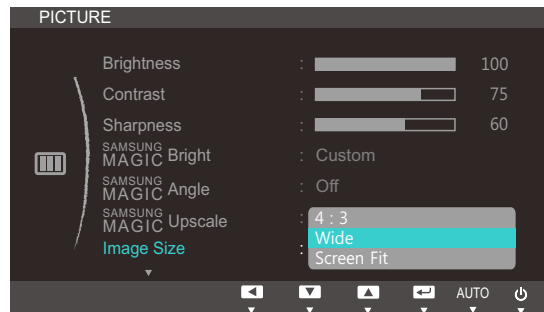 PICTURE
Brightness : 100
Contrast : 75
Sharpness : 60
SAMSUNG MAGIC Bright : Custom
SAMSUNG MAGIC Angle : Off
SAMSUNG MAGIC Upscale :
Image Size :
4 : 3
Wide
Screen Fit
AUTO